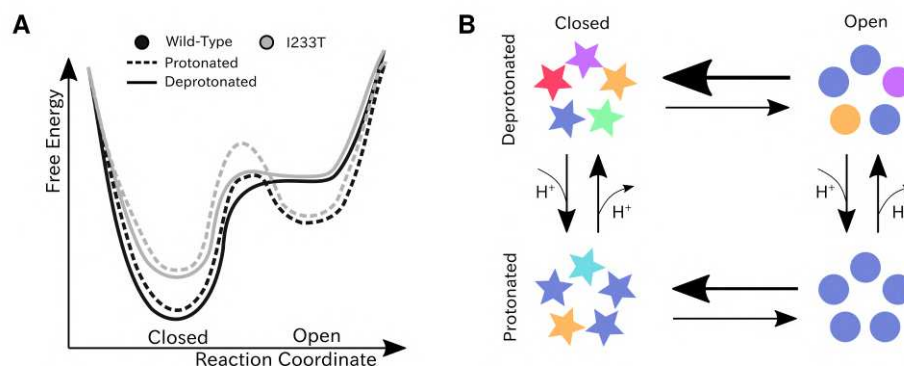 A
Wild-Type
I233T
Protonated
Deprotonated
Free Energy
Closed
Open
Reaction Coordinate
B
Closed
Open
Deprotonated
H+
H+
H+
H
Protonated